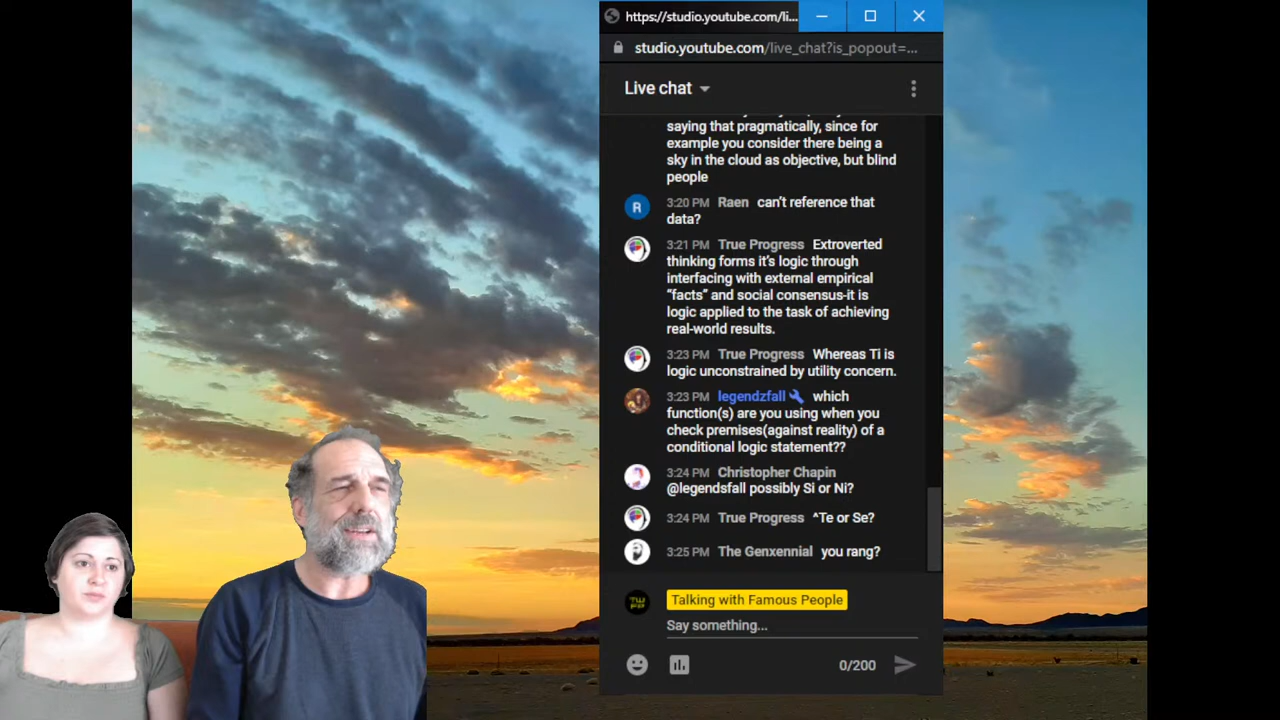 https://studio.youtube.com/li...
studio.youtube.com/live_chat?is_popout=...
Live chat
saying that pragmatically, since for
example you consider there being a
sky in the cloud as objective, but blind
people
R
3:20 PM Raen can't reference that
data?
3:21 PM True Progress Extroverted
thinking forms it's logic through
interfacing with external empirical
“facts” and social consensus-it is
logic applied to the task of achieving
real-world results.
3:23 PM True Progress Whereas Ti is
logic unconstrained by utility concern.
3:23 PM legendzfall which
function(s) are you using when you
check premises(against reality) of a
conditional logic statement??
3:24 PM Christopher Chapin
@legendsfall possibly Si or Ni?
3:24 PM True Progress ^Te or Se?
3:25 PM The Genxennial you rang?
TWFP
Talking with Famous People
Say something...
0/200